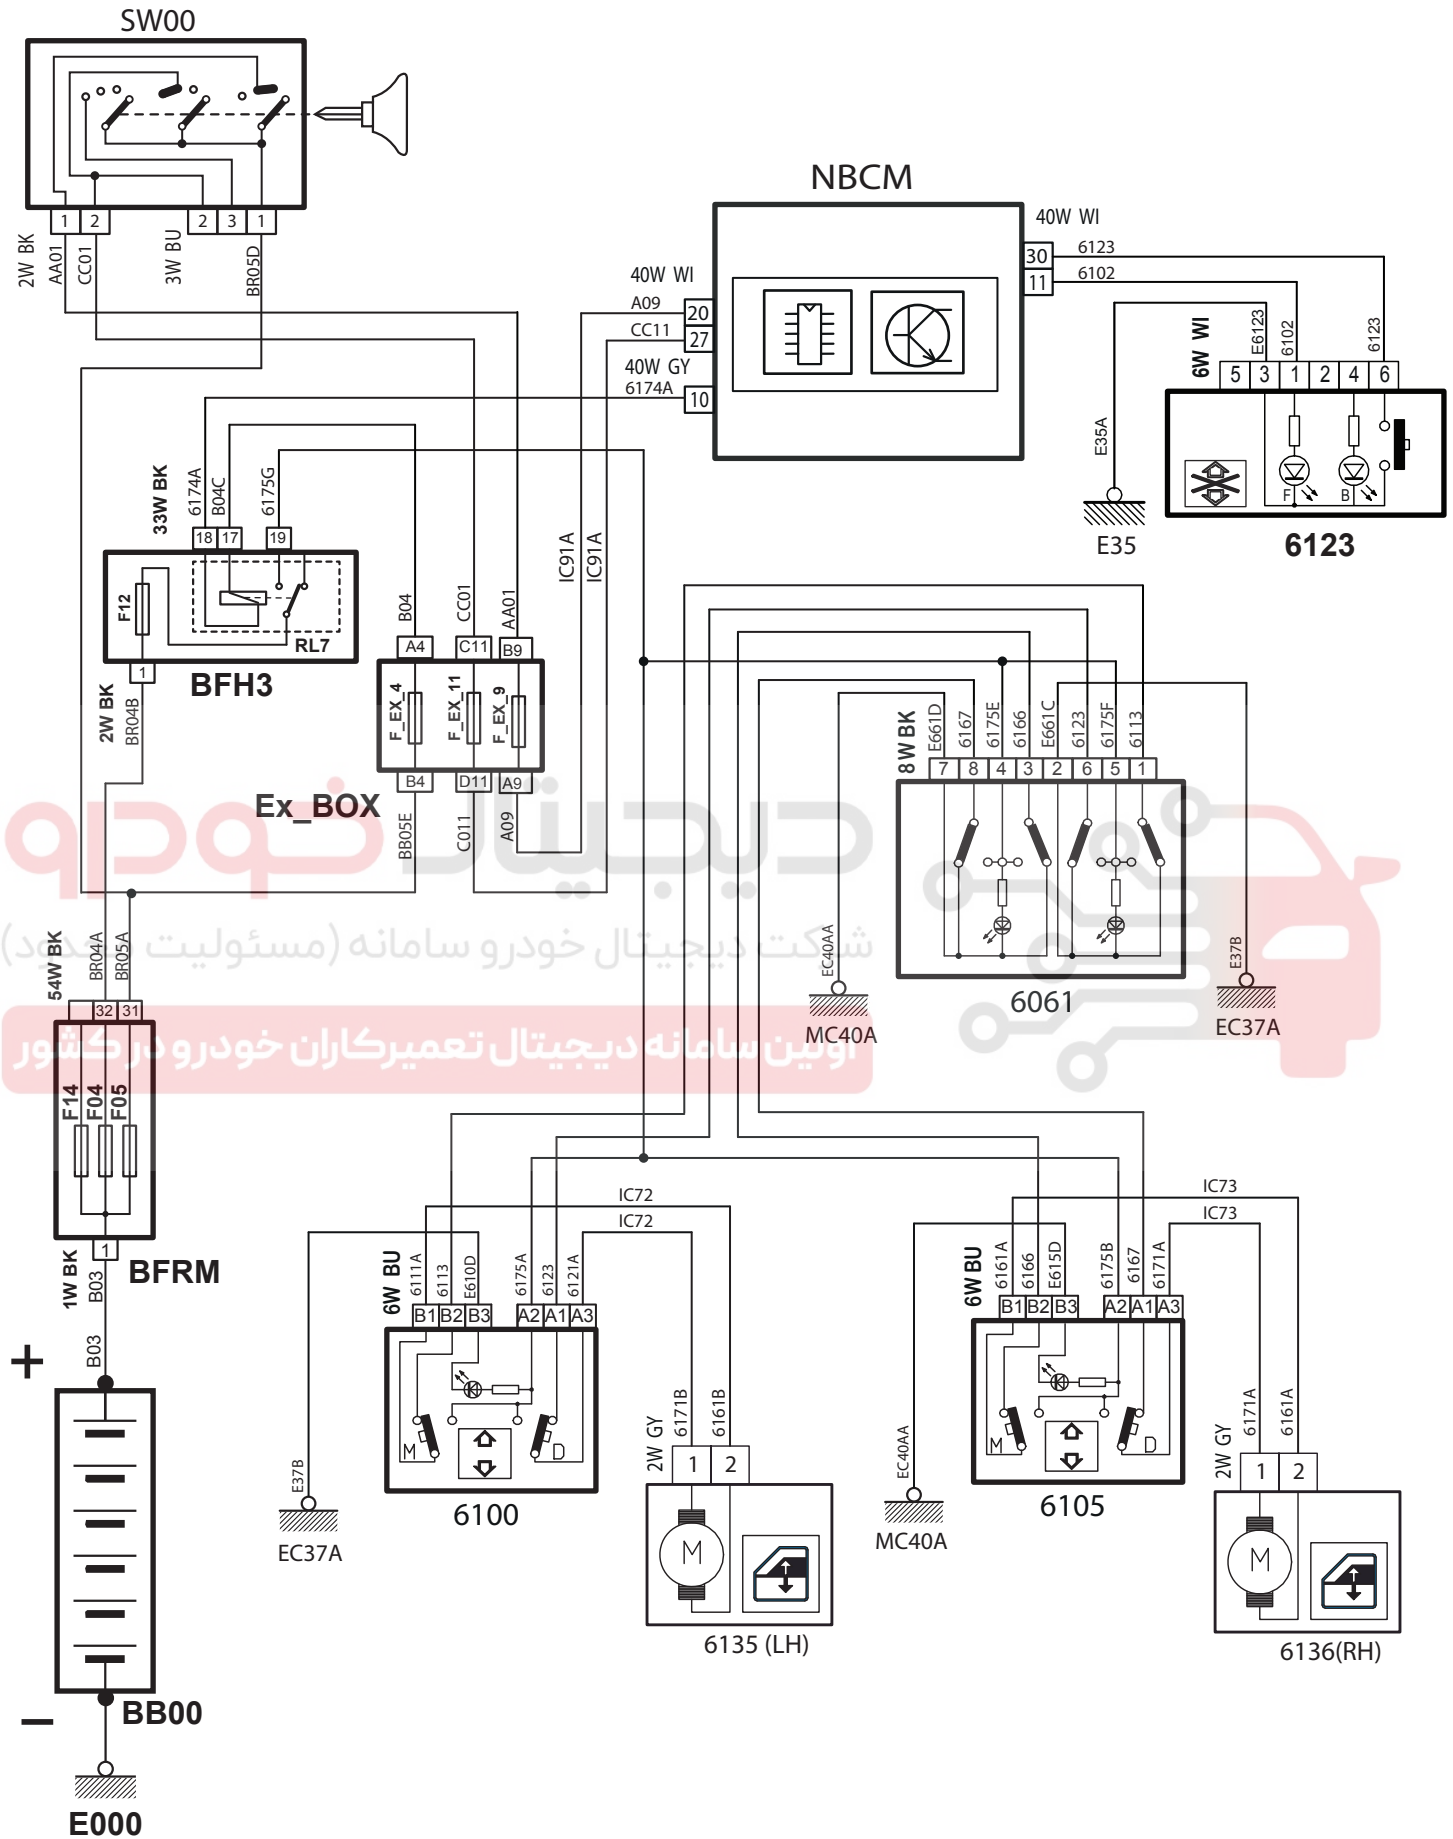 SW00
1
2
2
3
1
2W BK
AA01
CC01
3W BU
BR05D
NBCM
40W WI
A09
20
CC11
27
40W GY
6174A
10
40W WI
30
6123
11
6102
6W WI
E6123
6102
6123
5
3
1
2
4
6
F
B
6123
E35A
E35
33W BK
6174A
B04C
6175G
18
17
19
F12
RL7
1
BFH3
2W BK
BR04B
IC91A
IC91A
B04
CC01
AA01
A4
C11
B9
F_EX_4
F_EX_11
F_EX_9
B4
D11
A9
Ex_BOX
BB05E
C011
A09
8W BK
E661D
6167
6175E
6166
E661C
6123
6175F
6113
7
8
4
3
2
6
5
1
6061
EC40AA
MC40A
E37B
EC37A
دیجیتال خودرو
شرکت دیجیتال خودرو سامانه (مسئولیت محدود)
اولین سامانه دیجیتال تعمیرکاران خودرو در کشور
54W BK
BR04A
BR05A
32
31
F14
F04
F05
1
BFRM
1W BK
B03
B03
+
−
BB00
E000
IC72
IC72
6W BU
6111A
6113
E610D
6175A
6123
6121A
B1
B2
B3
A2
A1
A3
M
D
6100
E37B
EC37A
2W GY
6171B
6161B
1
2
M
6135 (LH)
IC73
IC73
6W BU
6161A
6166
E615D
6175B
6167
6171A
B1
B2
B3
A2
A1
A3
M
D
6105
EC40AA
MC40A
2W GY
6171A
6161A
1
2
M
6136(RH)